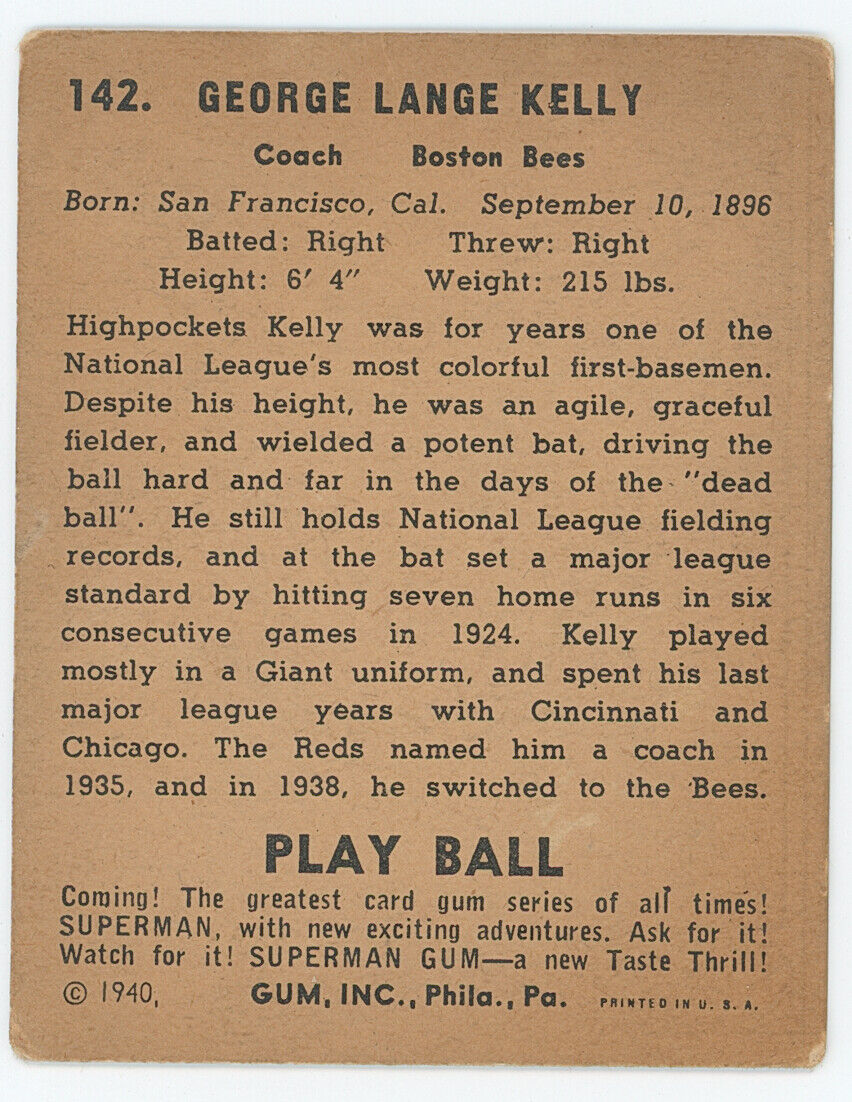 142. GEORGE LANGE KELLY
Coach Boston Bees
Born: San Francisco, Cal. September 10, 1896
Batted: Right Threw: Right
Height: 6' 4" Weight: 215 lbs.
Highpockets Kelly was for years one of the
National League's most colorful first-basemen.
Despite his height, he was an agile, graceful
fielder, and wielded a potent bat, driving the
ball hard and far in the days of the "dead
ball". He still holds National League fielding
records, and at the bat set a major league
standard by hitting seven home runs in six
consecutive games in 1924. Kelly played
mostly in a Giant uniform, and spent his last
major league years with Cincinnati and
Chicago. The Reds named him a coach in
1935, and in 1938, he switched to the Bees.
PLAY BALL
Coming! The greatest card gum series of all times!
SUPERMAN, with new exciting adventures. Ask for it!
Watch for it! SUPERMAN GUM—a new Taste Thrill!
© 1940, GUM, INC., Phila., Pa. PRINTED IN U. S. A.